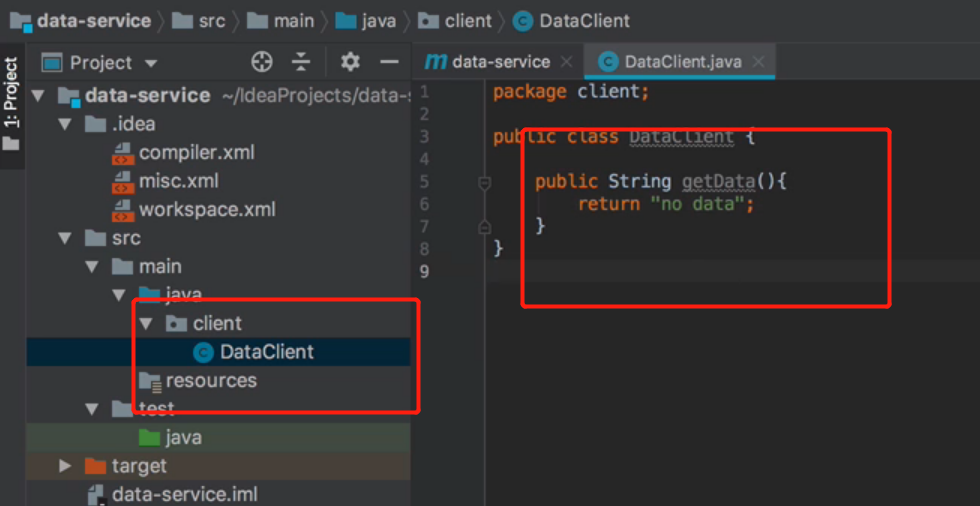 data-service src main java client DataClient
1: Project
Project
data-service ~/IdeaProjects/data-s
.idea
compiler.xml
misc.xml
workspace.xml
src
main
java
client
DataClient
resources
test
java
target
data-service.iml
m data-service DataClient.java
1 package client;
2
3 public class DataClient {
4
5 public String getData(){
6 return "no data";
7 }
8 }
9